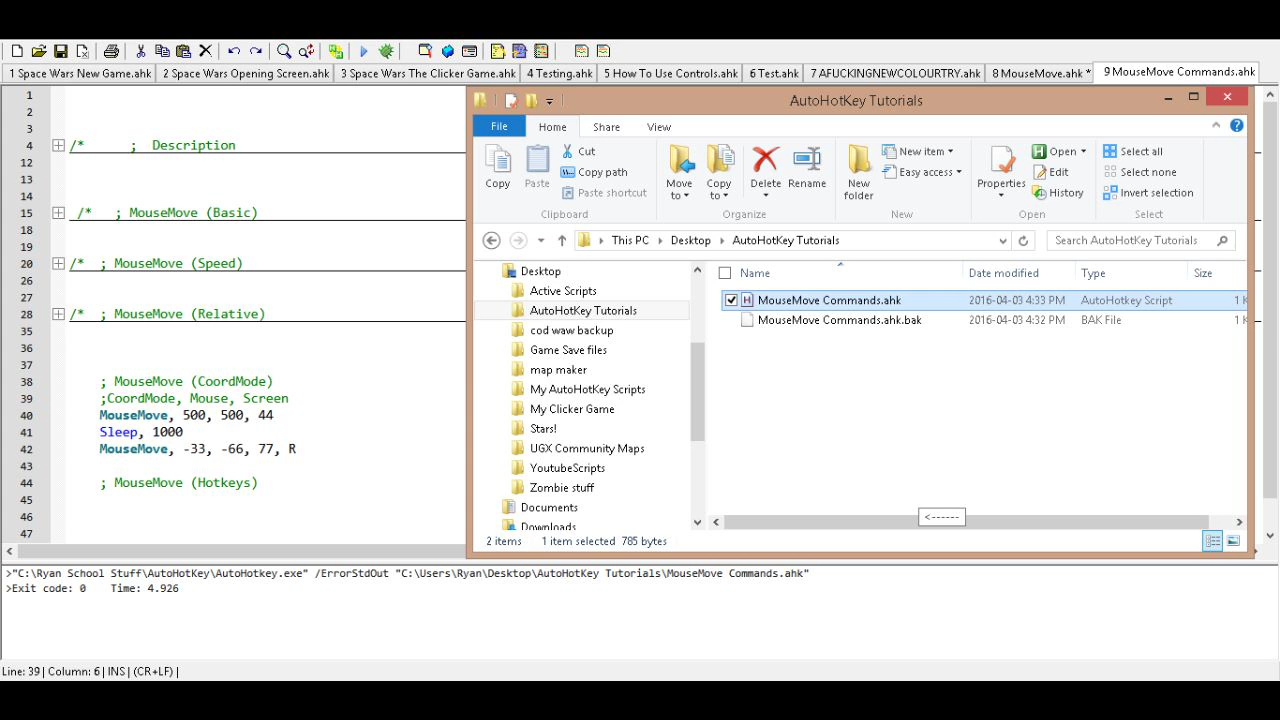 1 Space Wars New Game.ahk 2 Space Wars Opening Screen.ahk 3 Space Wars The Clicker Game.ahk 4 Testing.ahk 5 How To Use Controls.ahk 6 Test.ahk 7 AFUCKINGNEWCOLOURTRY.ahk 8 MouseMove.ahk * 9 MouseMove Commands.ahk
1
2
3
4 /* ; Description
12
13
14
15 /* ; MouseMove (Basic)
18
19
20 /* ; MouseMove (Speed)
26
27
28 /* ; MouseMove (Relative)
35
36
37
38 ; MouseMove (CoordMode)
39 ;CoordMode, Mouse, Screen
40 MouseMove, 500, 500, 44
41 Sleep, 1000
42 MouseMove, -33, -66, 77, R
43
44 ; MouseMove (Hotkeys)
45
46
47
AutoHotKey Tutorials
File Home Share View
Copy
Paste
Cut
Copy path
Paste shortcut
Clipboard
Move to
Copy to
Delete
Rename
Organize
New folder
New item
Easy access
New
Properties
Open
Edit
History
Open
Select all
Select none
Invert selection
Select
This PC Desktop AutoHotKey Tutorials
Search AutoHotKey Tutorials
Desktop
Active Scripts
AutoHotKey Tutorials
cod waw backup
Game Save files
map maker
My AutoHotKey Scripts
My Clicker Game
Stars!
UGX Community Maps
YoutubeScripts
Zombie stuff
Documents
Downloads
Name Date modified Type Size
MouseMove Commands.ahk 2016-04-03 4:33 PM AutoHotkey Script 1
MouseMove Commands.ahk.bak 2016-04-03 4:32 PM BAK File 1
<------
2 items 1 item selected 785 bytes
>"C:\Ryan School Stuff\AutoHotKey\AutoHotkey.exe" /ErrorStdOut "C:\Users\Ryan\Desktop\AutoHotKey Tutorials\MouseMove Commands.ahk"
>Exit code: 0 Time: 4.926
Line: 39 | Column: 6 | INS | (CR+LF) |